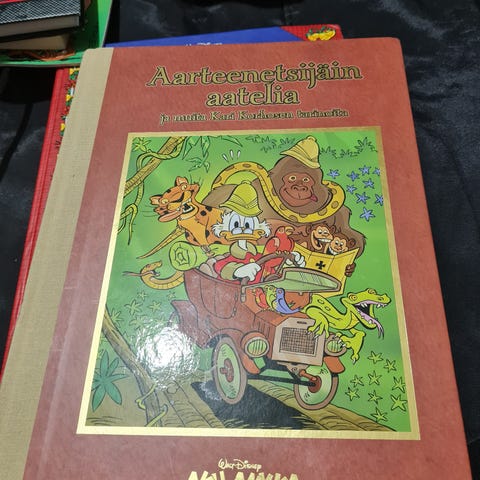 Aarteenetsijäin
aatelia
ja muita Kari Korhosen tarinoita
Walt Disney